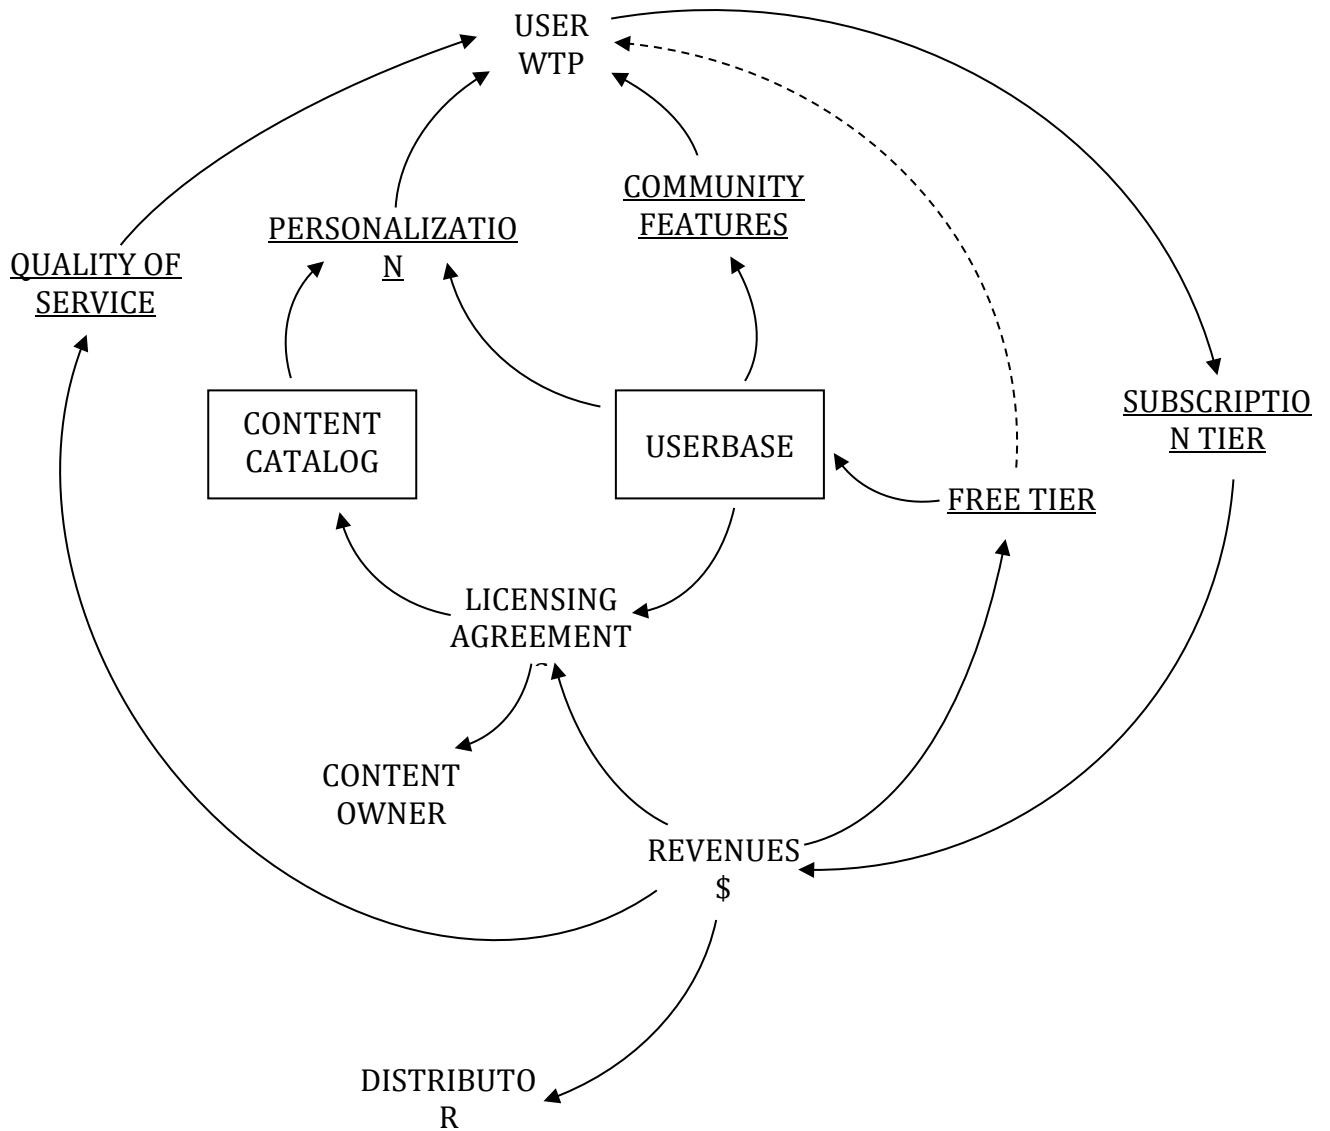 USER
WTP
COMMUNITY
FEATURES
PERSONALIZATIO
N
QUALITY OF
SERVICE
SUBSCRIPTIO
N TIER
CONTENT
CATALOG
USERBASE
FREE TIER
LICENSING
AGREEMENT
CONTENT
OWNER
REVENUES
$
DISTRIBUTO
R